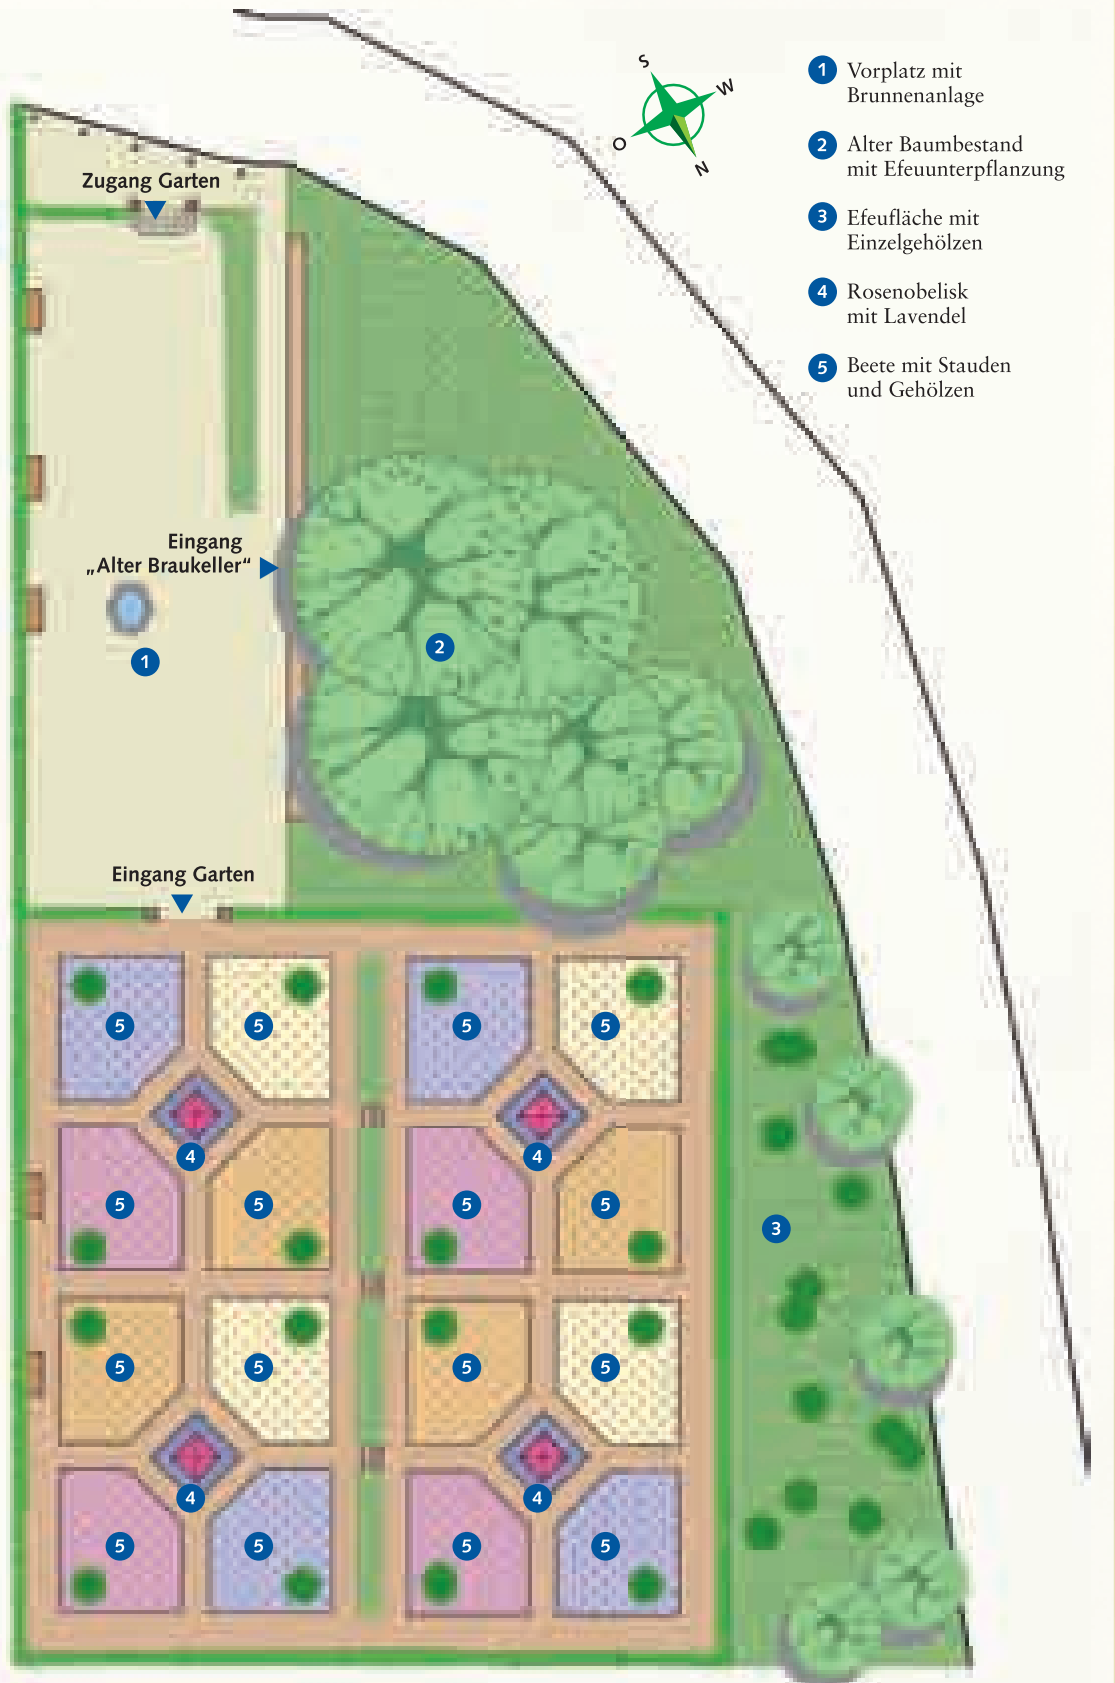 S
W
O
N
1 Vorplatz mit
Brunnenanlage
2 Alter Baumbestand
mit Efeuunterpflanzung
3 Efeufläche mit
Einzelgehölzen
4 Rosenobelisk
mit Lavendel
5 Beete mit Stauden
und Gehölzen
Zugang Garten
Eingang
„Alter Braukeller“
1
2
Eingang Garten
5 5 5 5
4 4
5 5 5 5
3
5 5 5 5
4 4
5 5 5 5